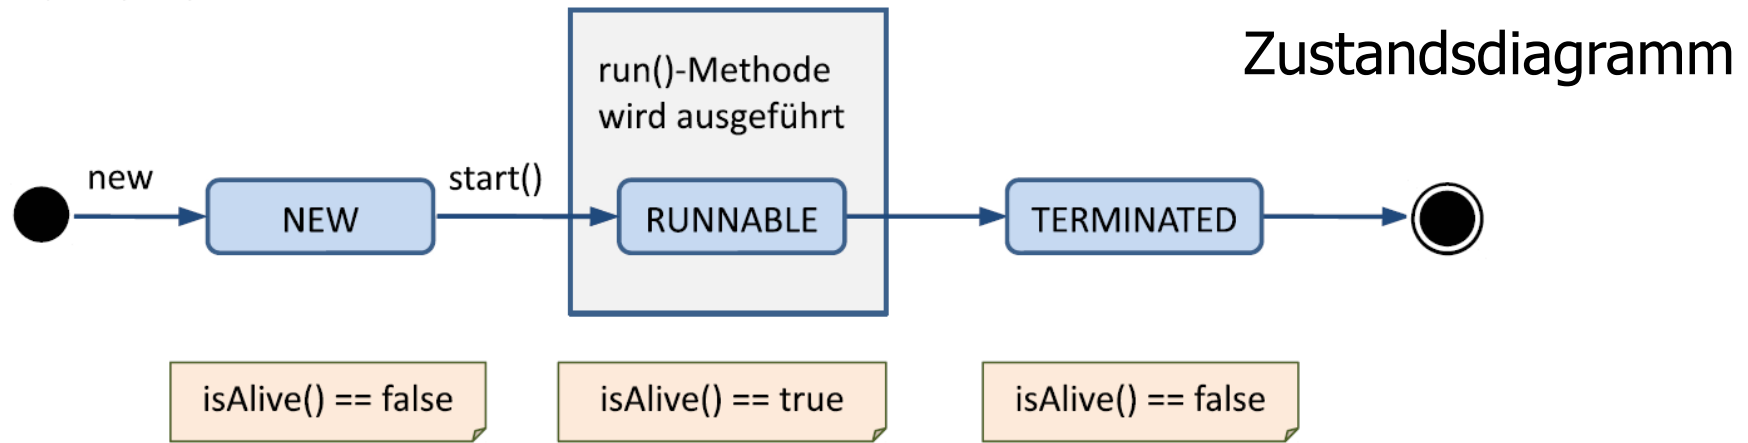 Zustandsdiagramm
run()-Methode
wird ausgeführt
new
NEW
start()
RUNNABLE
TERMINATED
isAlive() == false
isAlive() == true
isAlive() == false